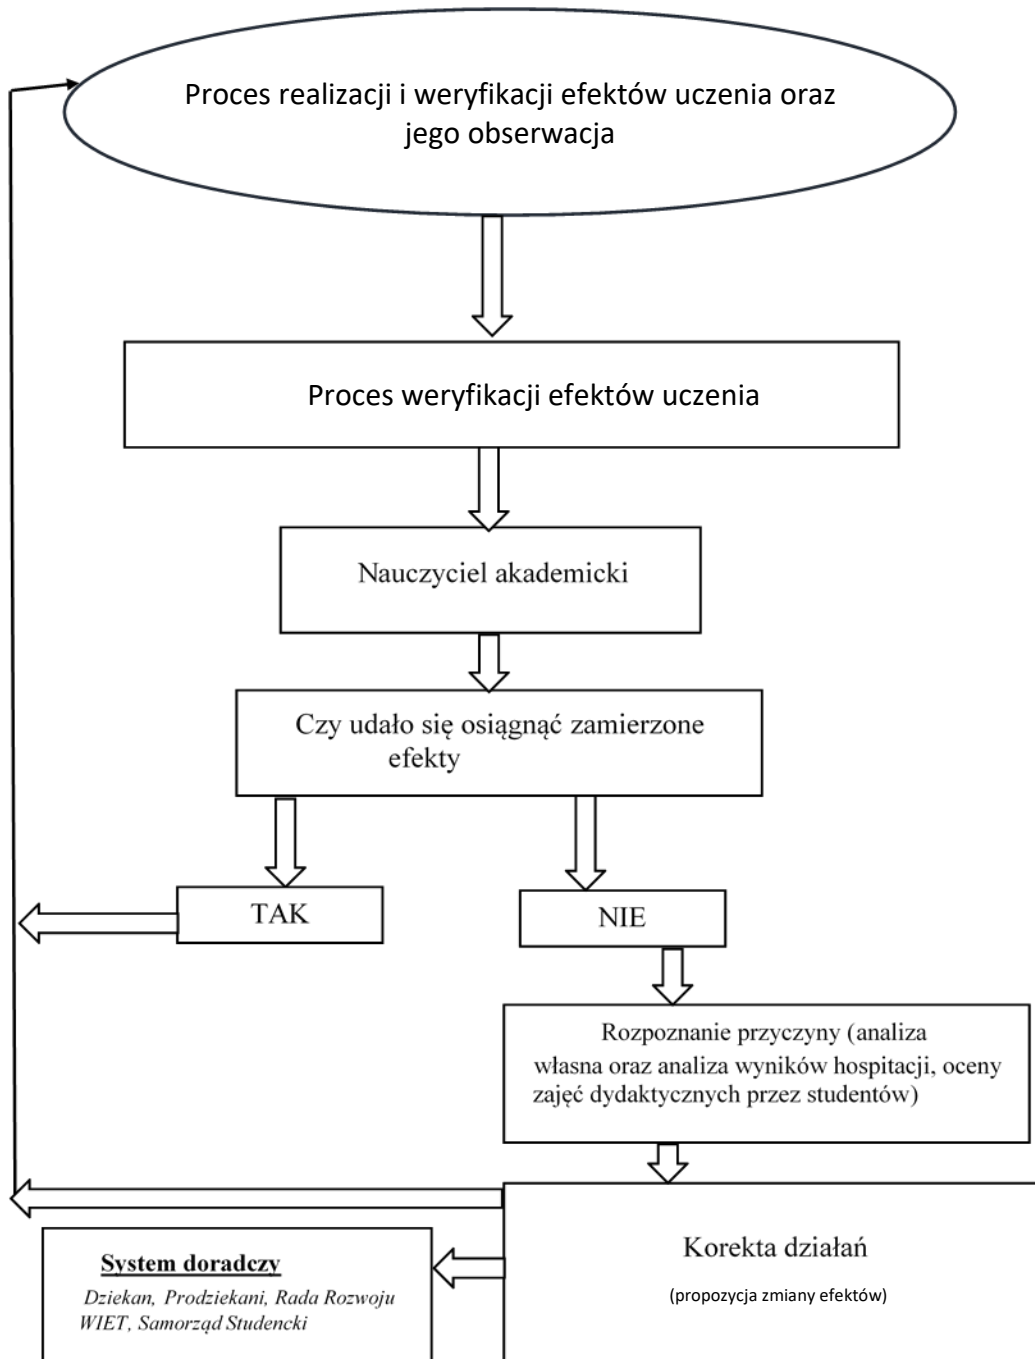 Proces realizacji i weryfikacji efektów uczenia oraz
jego obserwacja
Proces weryfikacji efektów uczenia
Nauczyciel akademicki
Czy udało się osiągnąć zamierzone
efekty
TAK
NIE
Rozpoznanie przyczyny (analiza
własna oraz analiza wyników hospitacji, oceny
zajęć dydaktycznych przez studentów)
Korekta działań
(propozycja zmiany efektów)
System doradczy
Dziekan, Prodziekani, Rada Rozwoju
WIET, Samorząd Studencki